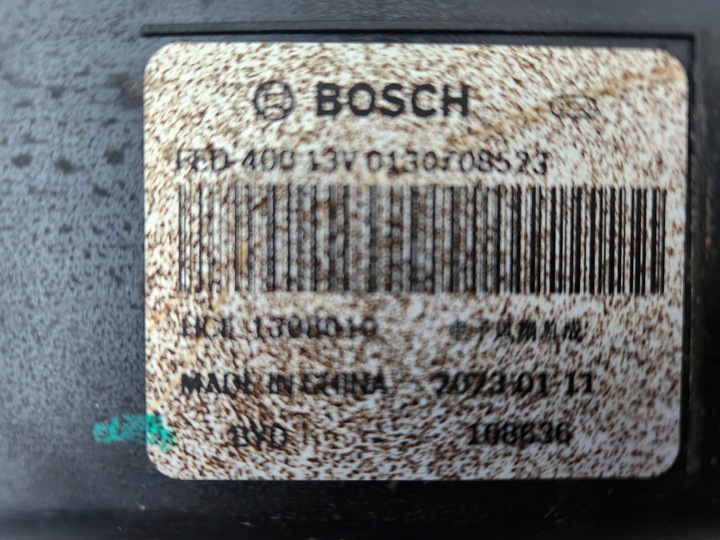 BOSCH
FED-400 13V 0130708523
HCE-1308010 电子风扇总成
MADE IN CHINA 2023-01-11
BYD 108636